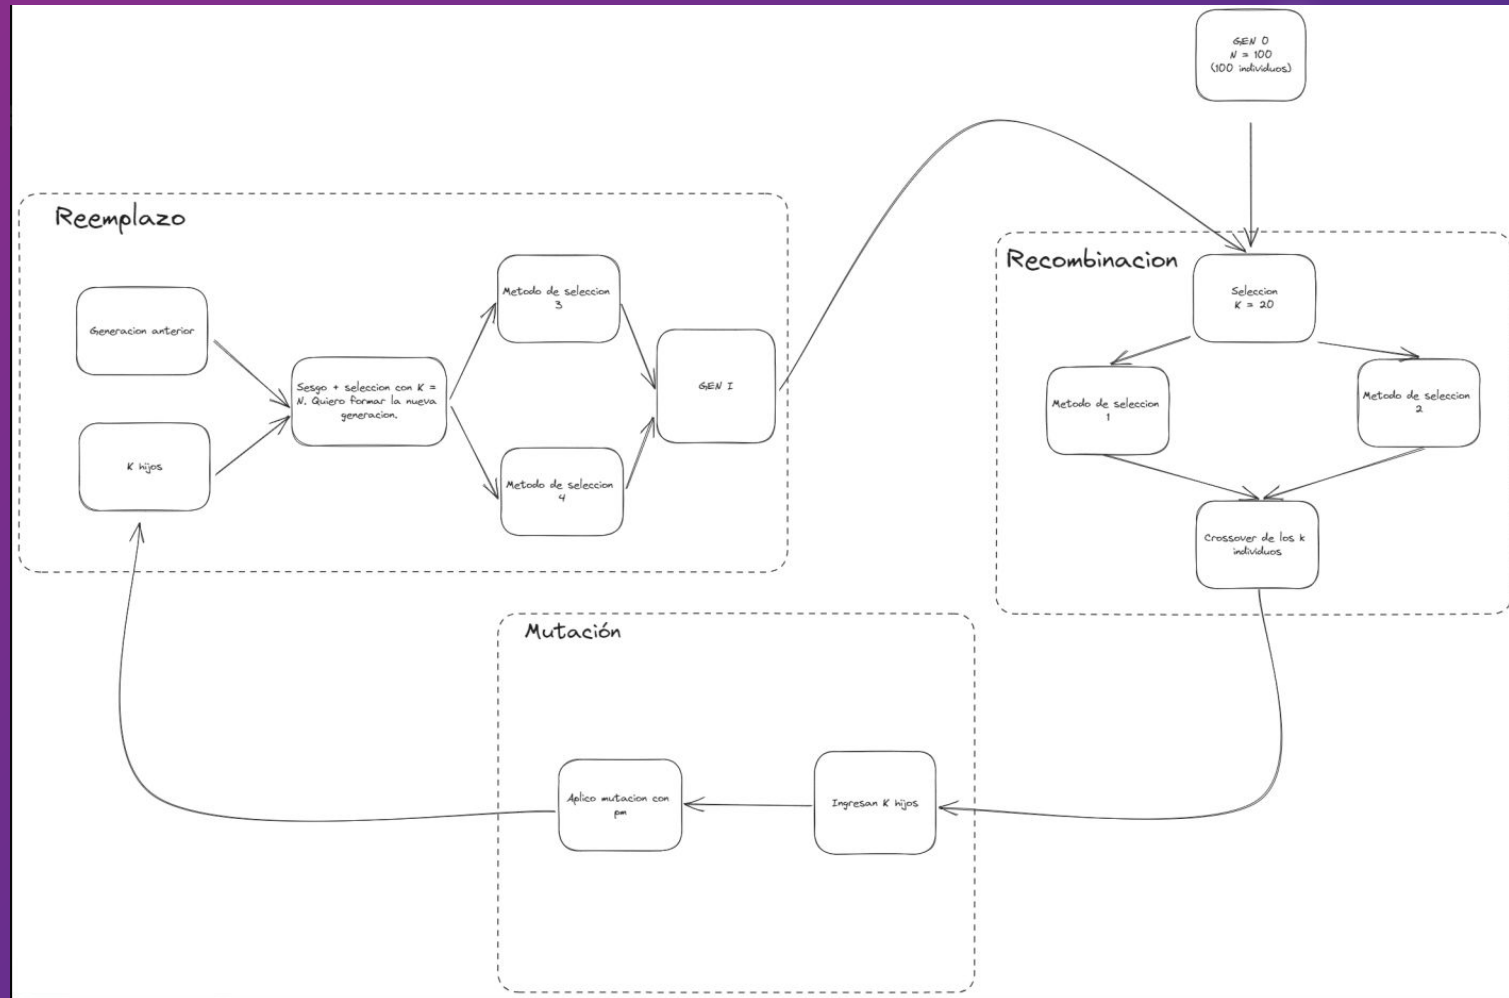 GEN 0
N = 100
(100 individuos)
Reemplazo
Generacion anterior
K hijos
Sesgo + seleccion con K =
N. Quiero formar la nueva
generacion.
Metodo de seleccion
3
Metodo de seleccion
4
GEN I
Recombinacion
Seleccion
K = 20
Metodo de seleccion
1
Metodo de seleccion
2
Crossover de los k
individuos
Mutación
Aplico mutacion con
pm
Ingresan K hijos